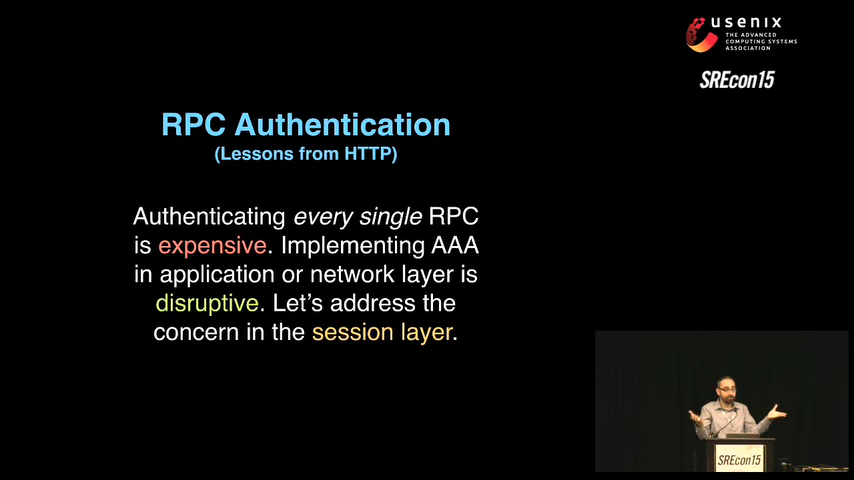 usenix
THE ADVANCED
COMPUTING SYSTEMS
ASSOCIATION
SREcon15
RPC Authentication
(Lessons from HTTP)
Authenticating every single RPC
is expensive. Implementing AAA
in application or network layer is
disruptive. Let's address the
concern in the session layer.
SREcon15